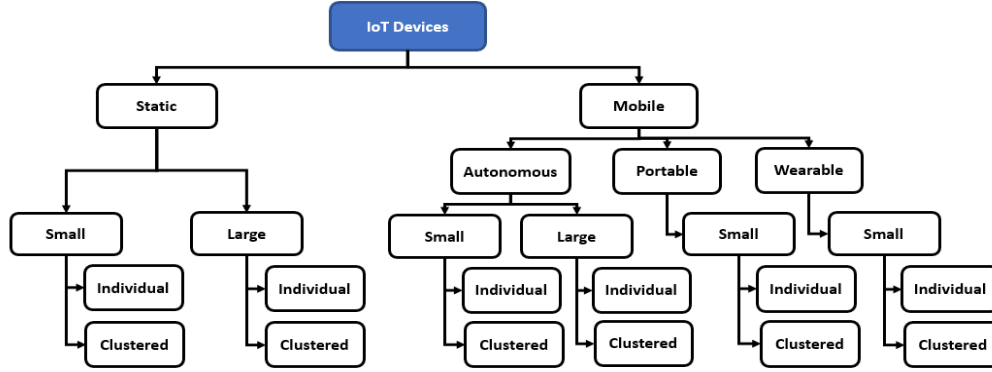 IoT Devices
Static
Mobile
Autonomous
Portable
Wearable
Small
Large
Small
Large
Small
Small
Individual
Individual
Individual
Individual
Individual
Individual
Clustered
Clustered
Clustered
Clustered
Clustered
Clustered